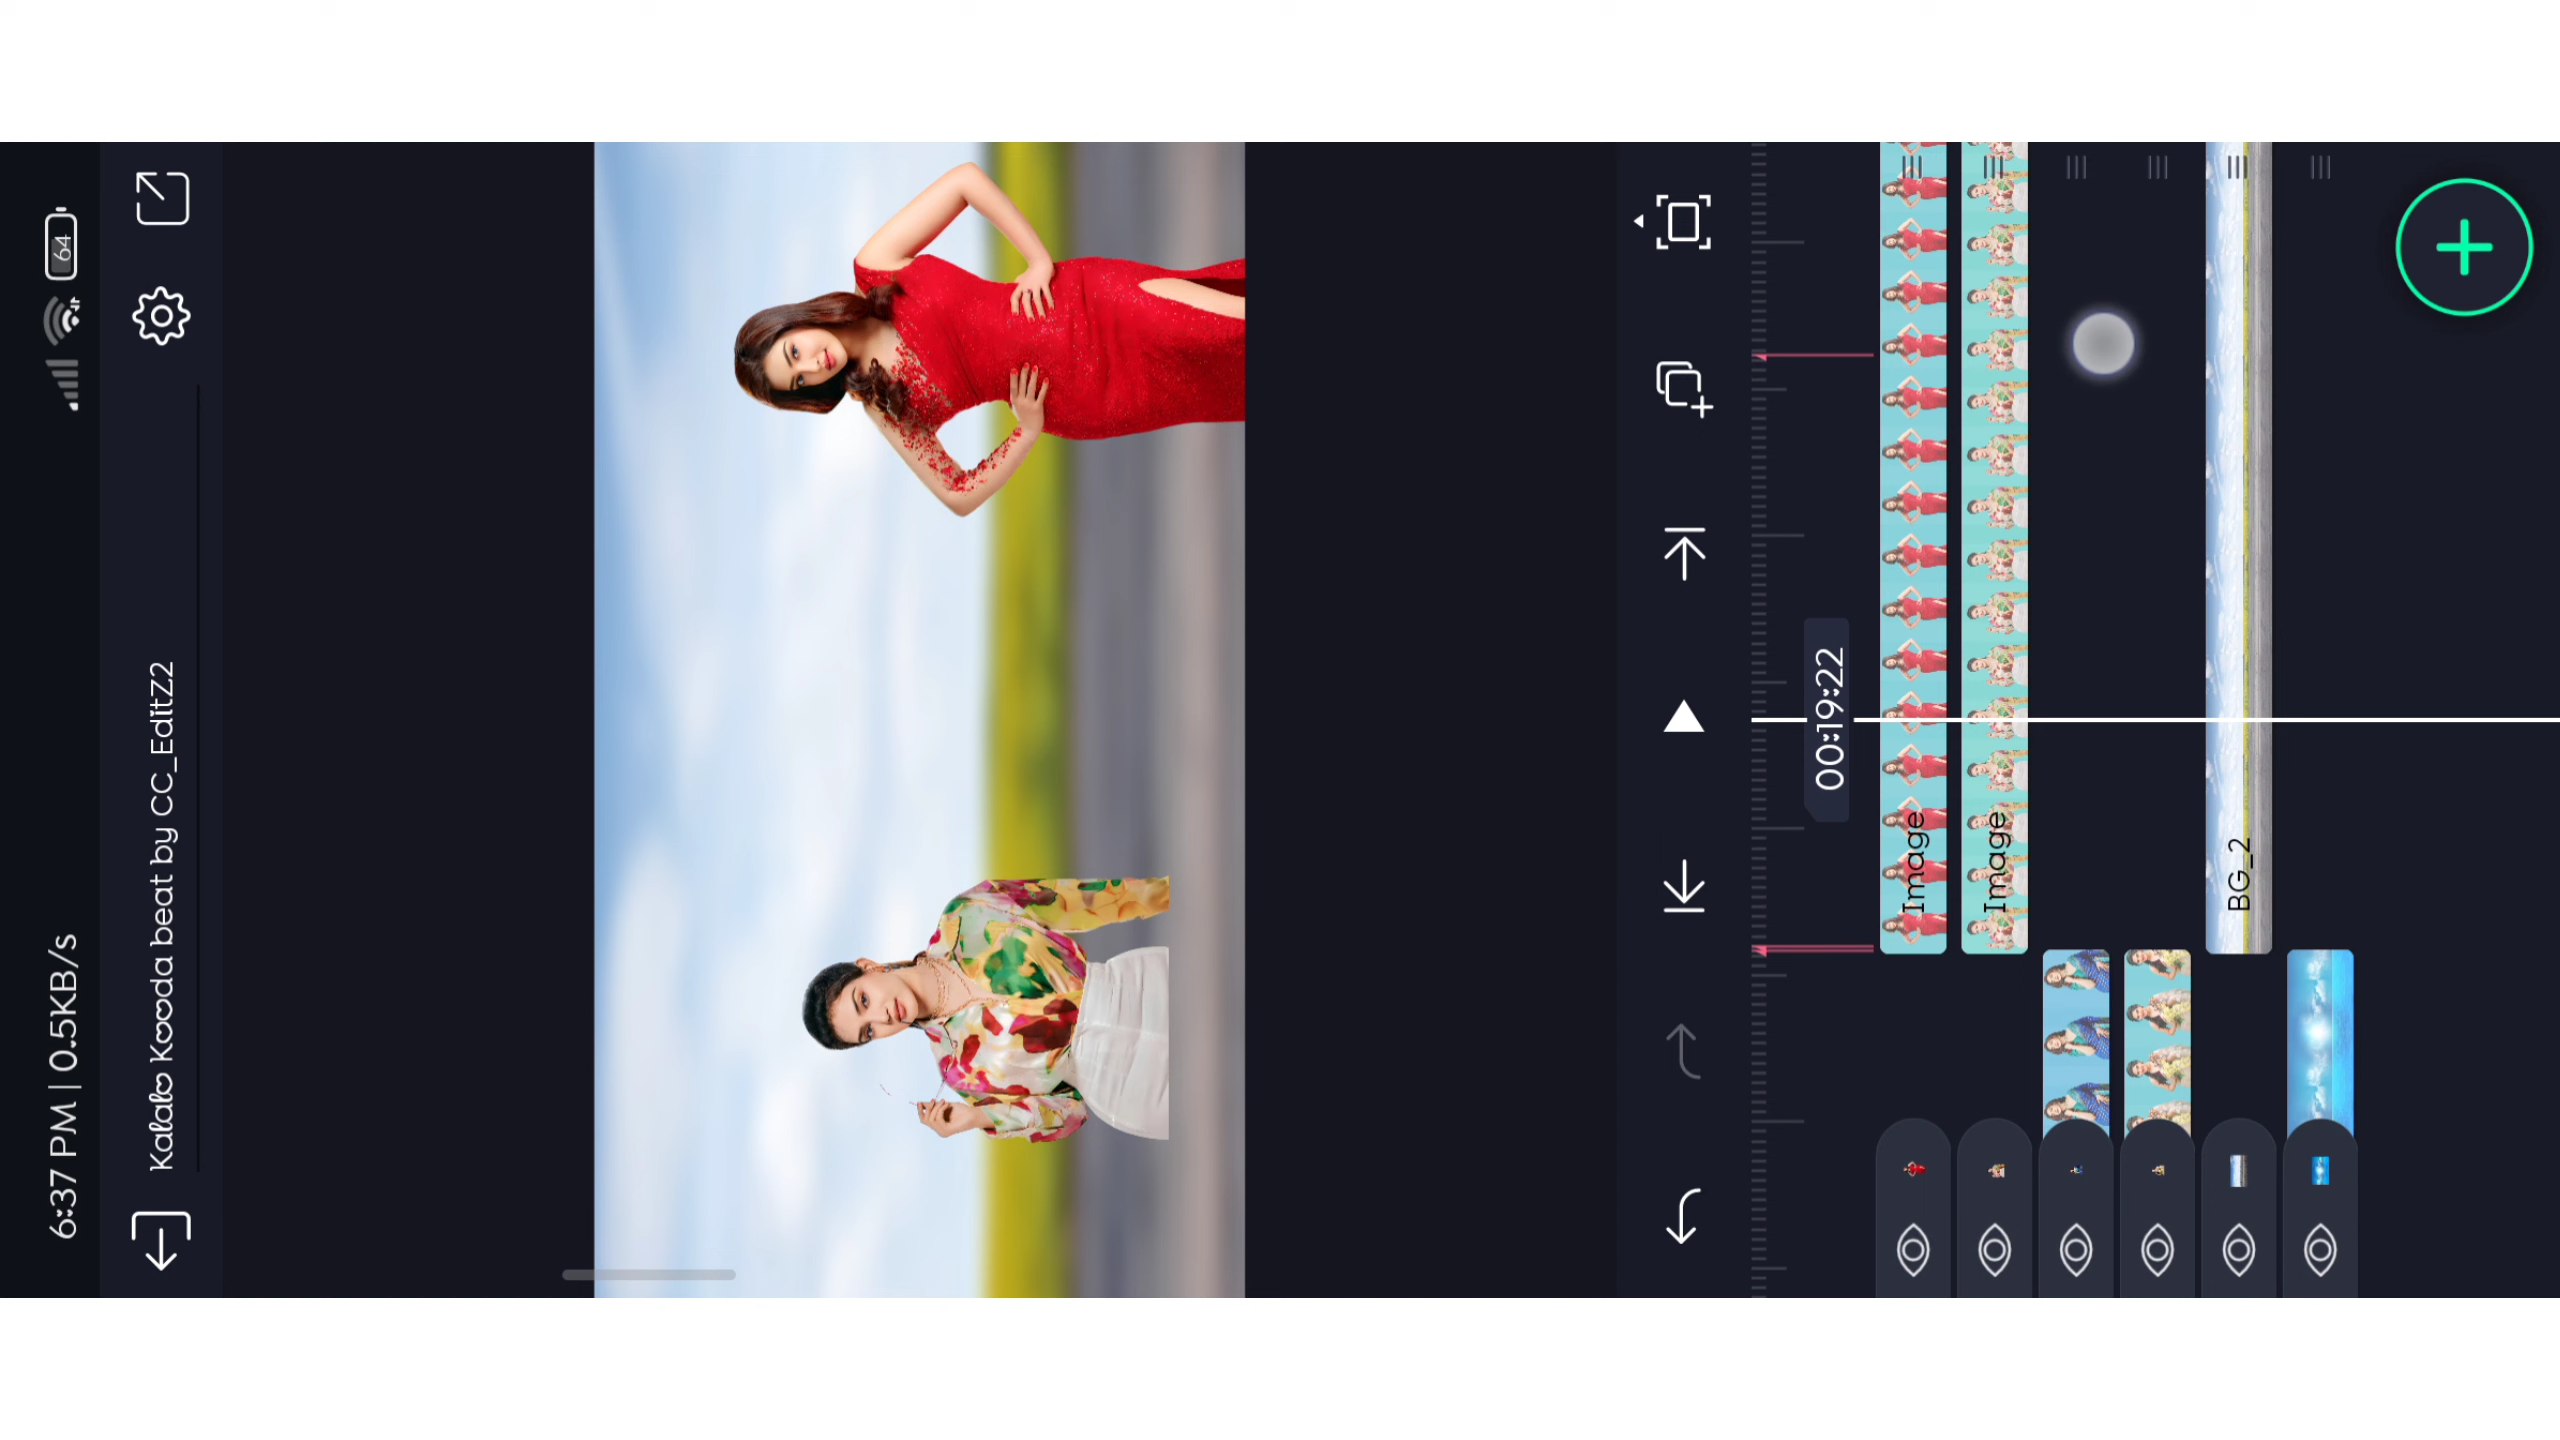 6:37 PM | 0.5KB/s
64
Kalalo Kooda beat by CC_EditZ2
00:19:22
Image
Image
BG_2